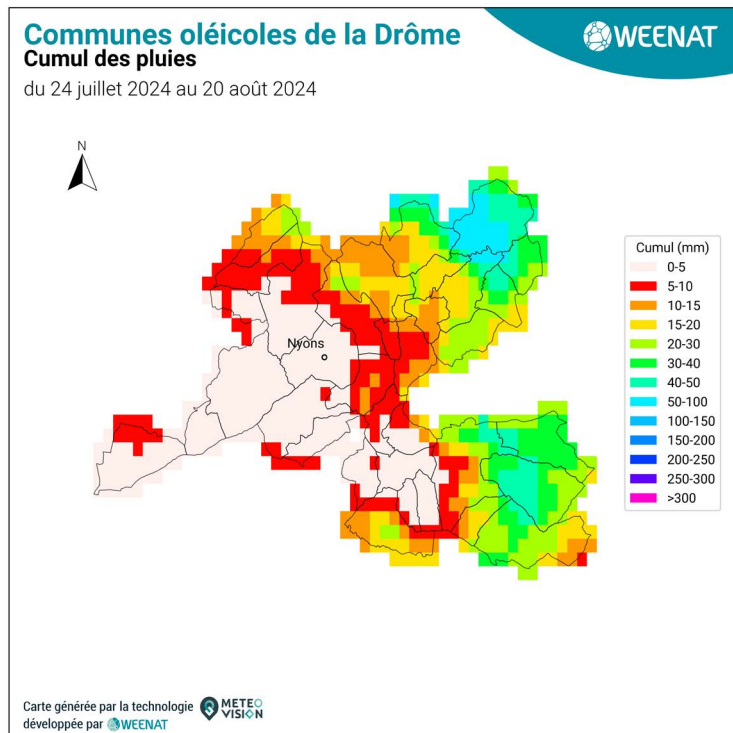 Communes oléicoles de la Drôme
Cumul des pluies
du 24 juillet 2024 au 20 août 2024
WEENAT
N
Nyons
Cumul (mm)
0-5
5-10
10-15
15-20
20-30
30-40
40-50
50-100
100-150
150-200
200-250
250-300
>300
Carte générée par la technologie METEO VISION
développée par WEENAT